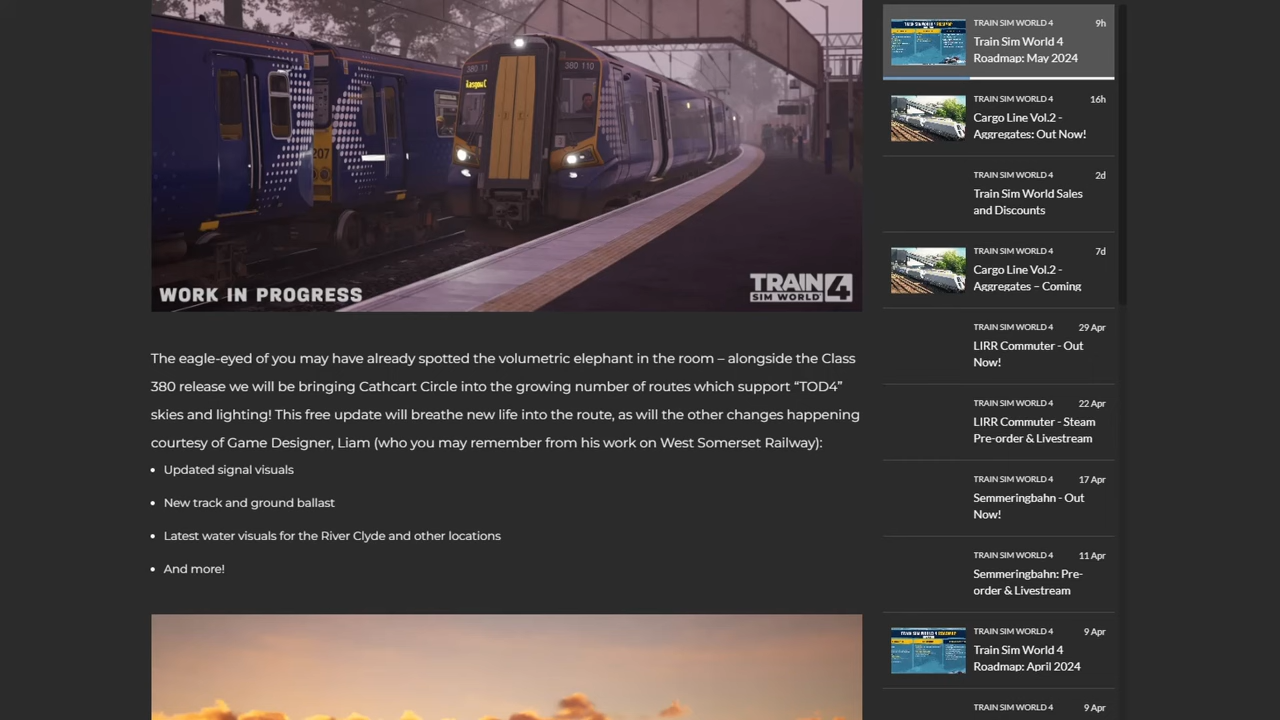 380 110
Glasgow C
207
WORK IN PROGRESS
TRAIN 4
SIM WORLD
The eagle-eyed of you may have already spotted the volumetric elephant in the room – alongside the Class
380 release we will be bringing Cathcart Circle into the growing number of routes which support “TOD4”
skies and lighting! This free update will breathe new life into the route, as will the other changes happening
courtesy of Game Designer, Liam (who you may remember from his work on West Somerset Railway):
• Updated signal visuals
• New track and ground ballast
• Latest water visuals for the River Clyde and other locations
• And more!
TRAIN SIM WORLD 4 9h
Train Sim World 4
Roadmap: May 2024
TRAIN SIM WORLD 4 16h
Cargo Line Vol.2 -
Aggregates: Out Now!
TRAIN SIM WORLD 4 2d
Train Sim World Sales
and Discounts
TRAIN SIM WORLD 4 7d
Cargo Line Vol.2 -
Aggregates – Coming
TRAIN SIM WORLD 4 29 Apr
LIRR Commuter - Out
Now!
TRAIN SIM WORLD 4 22 Apr
LIRR Commuter - Steam
Pre-order & Livestream
TRAIN SIM WORLD 4 17 Apr
Semmeringbahn - Out
Now!
TRAIN SIM WORLD 4 11 Apr
Semmeringbahn: Pre-
order & Livestream
TRAIN SIM WORLD 4 9 Apr
Train Sim World 4
Roadmap: April 2024
TRAIN SIM WORLD 4 9 Apr